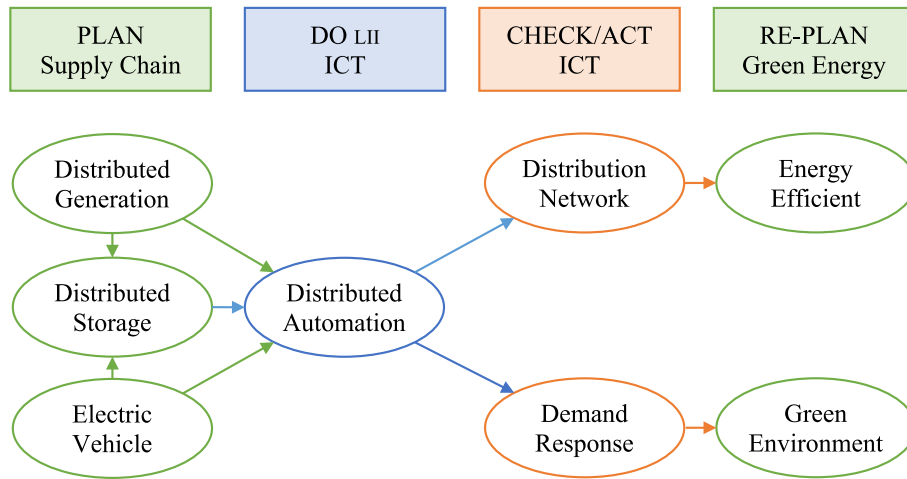 PLAN
Supply Chain
DO LII
ICT
CHECK/ACT
ICT
RE-PLAN
Green Energy
Distributed
Generation
Distribution
Network
Energy
Efficient
Distributed
Storage
Distributed
Automation
Electric
Vehicle
Demand
Response
Green
Environment